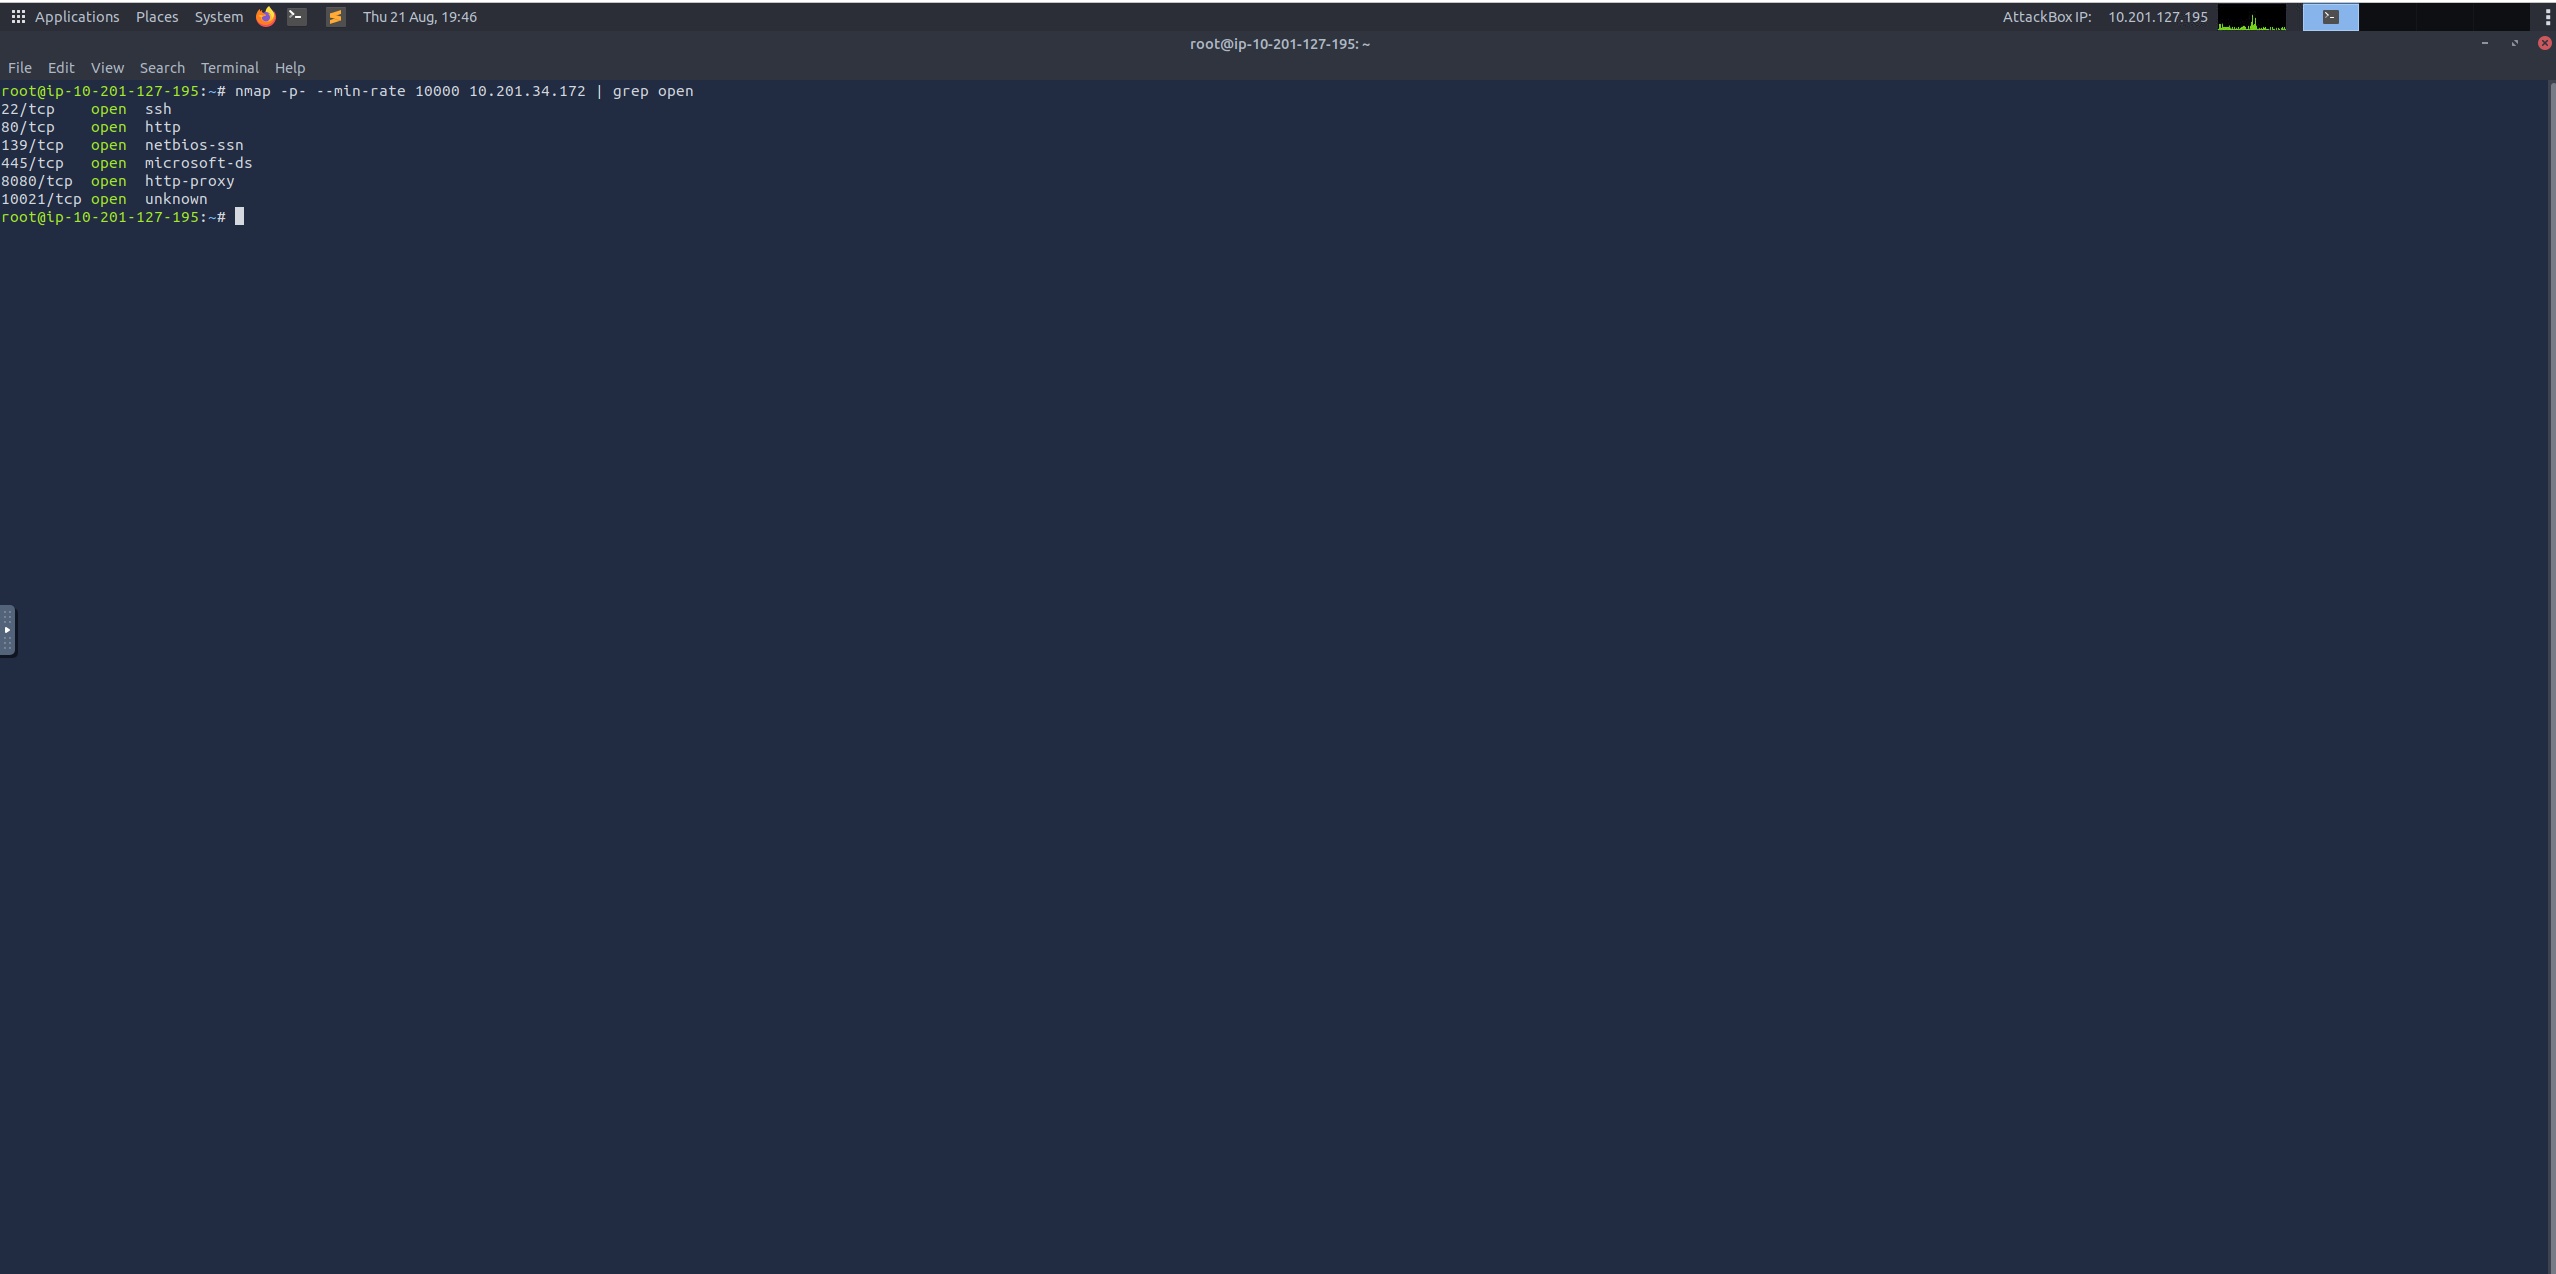 Applications Places System Thu 21 Aug, 19:46 AttackBox IP: 10.201.127.195
root@ip-10-201-127-195: ~
File Edit View Search Terminal Help
root@ip-10-201-127-195:~# nmap -p- --min-rate 10000 10.201.34.172 | grep open
22/tcp    open  ssh
80/tcp    open  http
139/tcp   open  netbios-ssn
445/tcp   open  microsoft-ds
8080/tcp  open  http-proxy
10021/tcp open  unknown
root@ip-10-201-127-195:~#